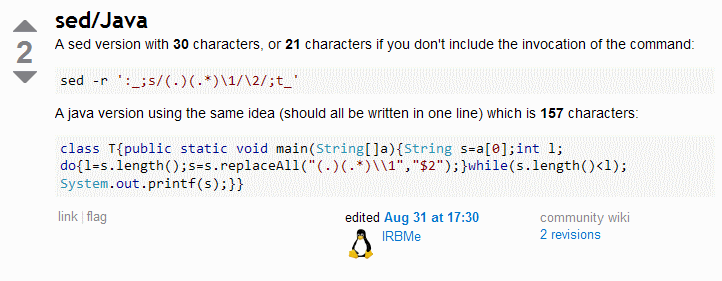 sed/Java
2
A sed version with 30 characters, or 21 characters if you don't include the invocation of the command:
sed -r ':_;s/(.)(.*)\1/\2/;t_'
A java version using the same idea (should all be written in one line) which is 157 characters:
class T{public static void main(String[]a){String s=a[0];int l;
do{l=s.length();s=s.replaceAll("(.)(.*)\\1","$2");}while(s.length()<l);
System.out.printf(s);}}
link | flag
edited Aug 31 at 17:30
IRBMe
community wiki
2 revisions